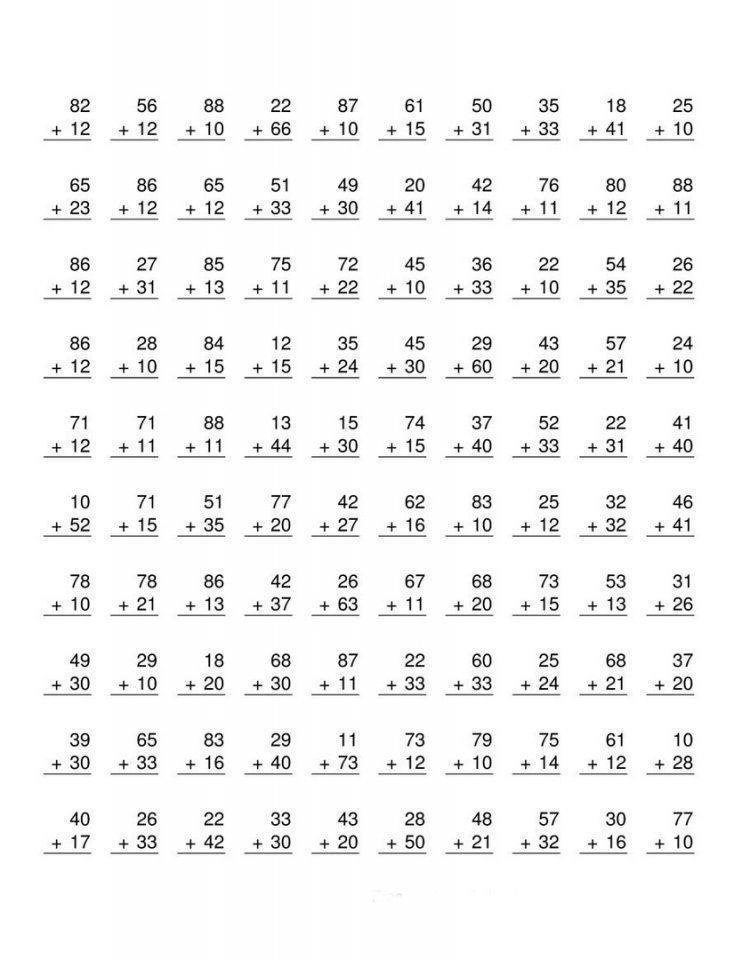 82 56 88 22 87 61 50 35 18 25
+ 12 + 12 + 10 + 66 + 10 + 15 + 31 + 33 + 41 + 10
65 86 65 51 49 20 42 76 80 88
+ 23 + 12 + 12 + 33 + 30 + 41 + 14 + 11 + 12 + 11
86 27 85 75 72 45 36 22 54 26
+ 12 + 31 + 13 + 11 + 22 + 10 + 33 + 10 + 35 + 22
86 28 84 12 35 45 29 43 57 24
+ 12 + 10 + 15 + 15 + 24 + 30 + 60 + 20 + 21 + 10
71 71 88 13 15 74 37 52 22 41
+ 12 + 11 + 11 + 44 + 30 + 15 + 40 + 33 + 31 + 40
10 71 51 77 42 62 83 25 32 46
+ 52 + 15 + 35 + 20 + 27 + 16 + 10 + 12 + 32 + 41
78 78 86 42 26 67 68 73 53 31
+ 10 + 21 + 13 + 37 + 63 + 11 + 20 + 15 + 13 + 26
49 29 18 68 87 22 60 25 68 37
+ 30 + 10 + 20 + 30 + 11 + 33 + 33 + 24 + 21 + 20
39 65 83 29 11 73 79 75 61 10
+ 30 + 33 + 16 + 40 + 73 + 12 + 10 + 14 + 12 + 28
40 26 22 33 43 28 48 57 30 77
+ 17 + 33 + 42 + 30 + 20 + 50 + 21 + 32 + 16 + 10